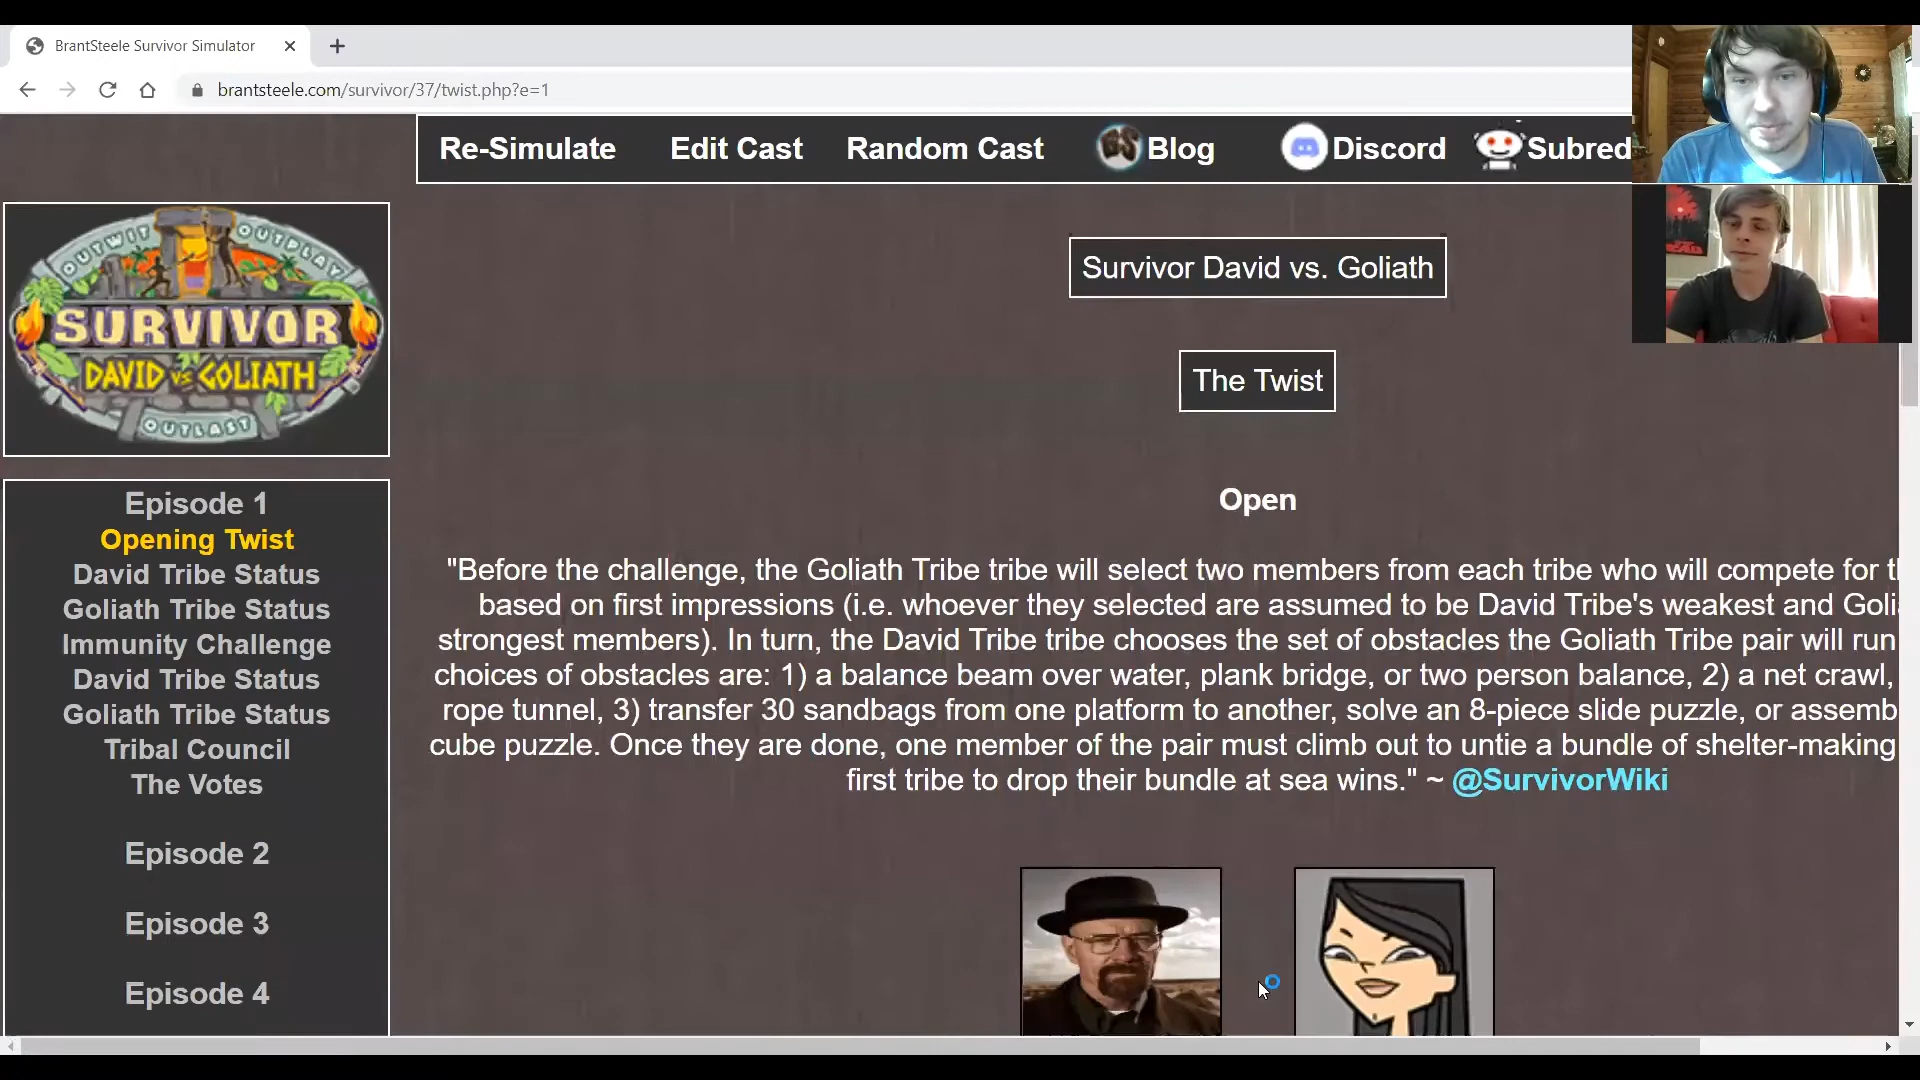 BrantSteele Survivor Simulator
brantsteele.com/survivor/37/twist.php?e=1
Re-Simulate Edit Cast Random Cast Blog Discord Subred
OUTWIT OUTPLAY
SURVIVOR
DAVID vs GOLIATH
OUTLAST
Survivor David vs. Goliath
The Twist
Episode 1
Opening Twist
David Tribe Status
Goliath Tribe Status
Immunity Challenge
David Tribe Status
Goliath Tribe Status
Tribal Council
The Votes
Episode 2
Episode 3
Episode 4
Open
"Before the challenge, the Goliath Tribe tribe will select two members from each tribe who will compete for
based on first impressions (i.e. whoever they selected are assumed to be David Tribe's weakest and
strongest members). In turn, the David Tribe tribe chooses the set of obstacles the Goliath Tribe pair will run
choices of obstacles are: 1) a balance beam over water, plank bridge, or two person balance, 2) a net crawl,
rope tunnel, 3) transfer 30 sandbags from one platform to another, solve an 8-piece slide puzzle, or assemb
cube puzzle. Once they are done, one member of the pair must climb out to untie a bundle of shelter-making
first tribe to drop their bundle at sea wins." ~ @SurvivorWiki